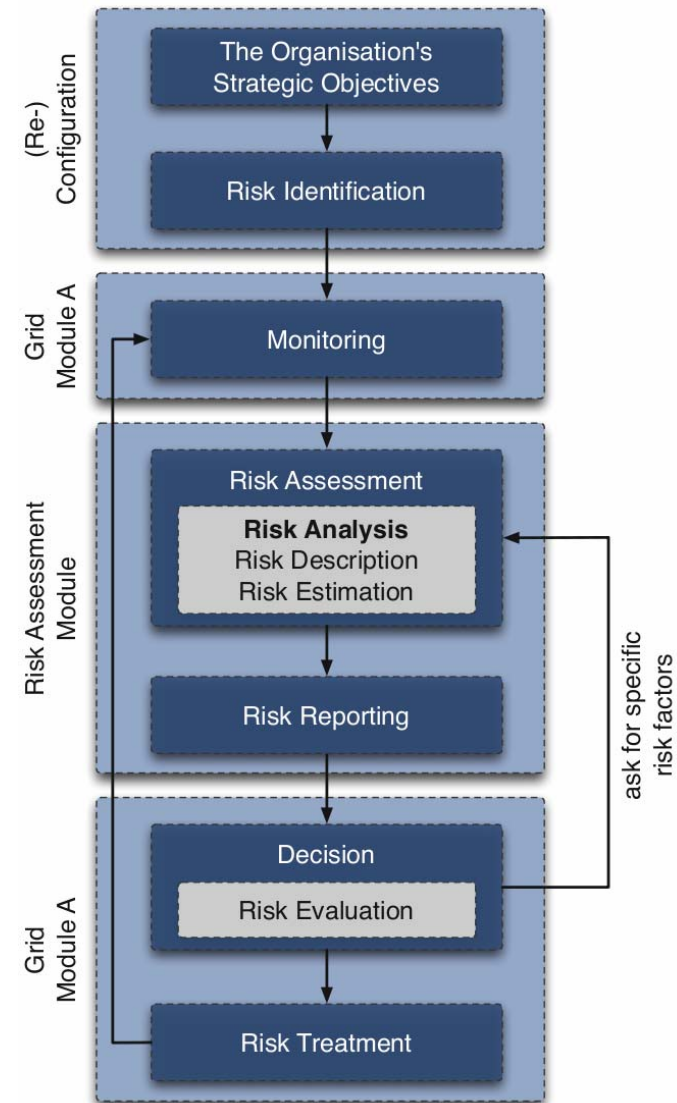 (Re-)
Configuration
The Organisation's
Strategic Objectives
Risk Identification
Grid
Module A
Monitoring
Risk Assessment
Module
Risk Assessment
Risk Analysis
Risk Description
Risk Estimation
Risk Reporting
ask for specific
risk factors
Grid
Module A
Decision
Risk Evaluation
Risk Treatment